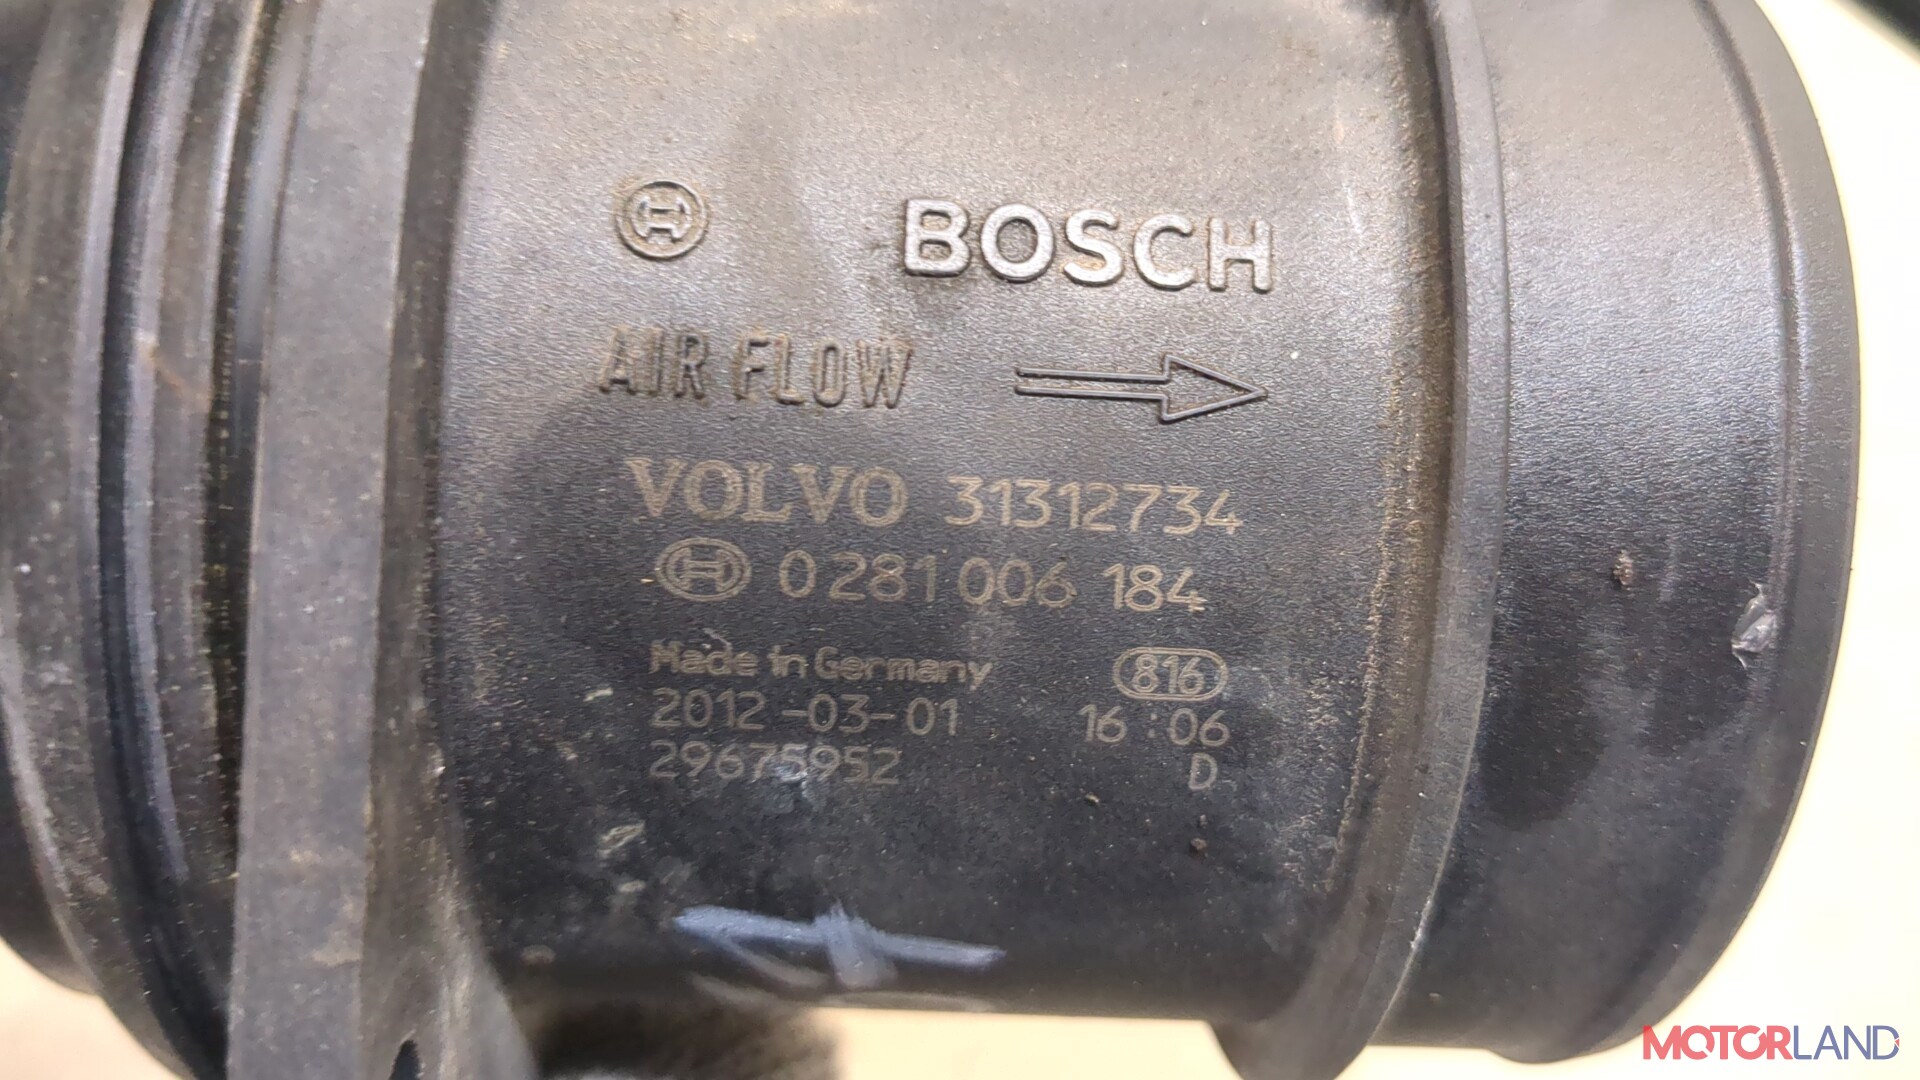 BOSCH
AIR FLOW
VOLVO 31312734
0 281 006 184
Made in Germany 816
2012-03-01 16:06
29675952 D
MOTORLAND